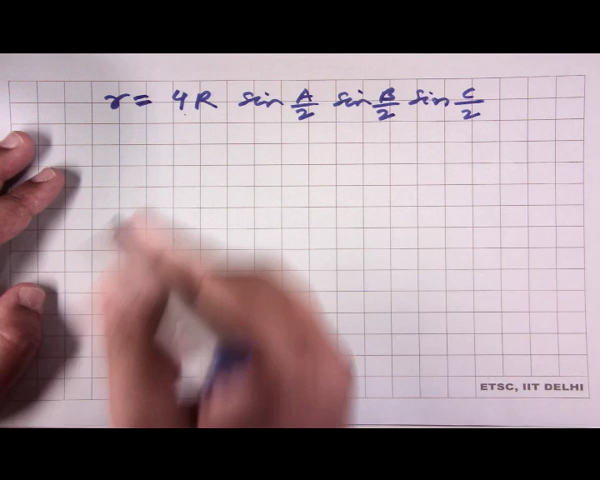 r = 4R sin A/2 sin B/2 sin C/2
ETSC, IIT DELHI